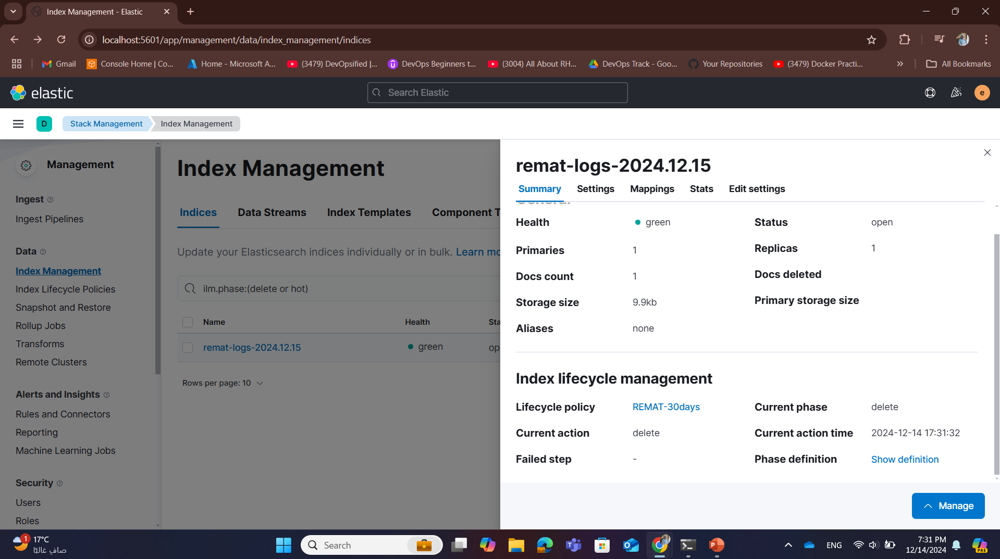 Index Management - Elastic
localhost:5601/app/management/data/index_management/indices
Gmail
Console Home | Co...
Home - Microsoft A...
(3479) DevOpsified |...
DevOps Beginners t...
(3004) All About RH...
DevOps Track - Goo...
Your Repositories
(3479) Docker Practi...
All Bookmarks
elastic
Search Elastic
e
D
Stack Management
Index Management
Management
Ingest
Ingest Pipelines
Data
Index Management
Index Lifecycle Policies
Snapshot and Restore
Rollup Jobs
Transforms
Remote Clusters
Alerts and Insights
Rules and Connectors
Reporting
Machine Learning Jobs
Security
Users
Roles
Index Management
Indices
Data Streams
Index Templates
Component T
Update your Elasticsearch indices individually or in bulk. Learn mo
ilm.phase:(delete or hot)
Name Health Sta
remat-logs-2024.12.15 green op
Rows per page: 10
remat-logs-2024.12.15
Summary
Settings
Mappings
Stats
Edit settings
General
Health green Status open
Primaries 1 Replicas 1
Docs count 1 Docs deleted
Storage size 9.9kb Primary storage size
Aliases none
Index lifecycle management
Lifecycle policy REMAT-30days Current phase delete
Current action delete Current action time 2024-12-14 17:31:32
Failed step - Phase definition Show definition
Manage
1
17°C
صافٍ غالبًا
Search
ENG
7:31 PM
12/14/2024
PRE